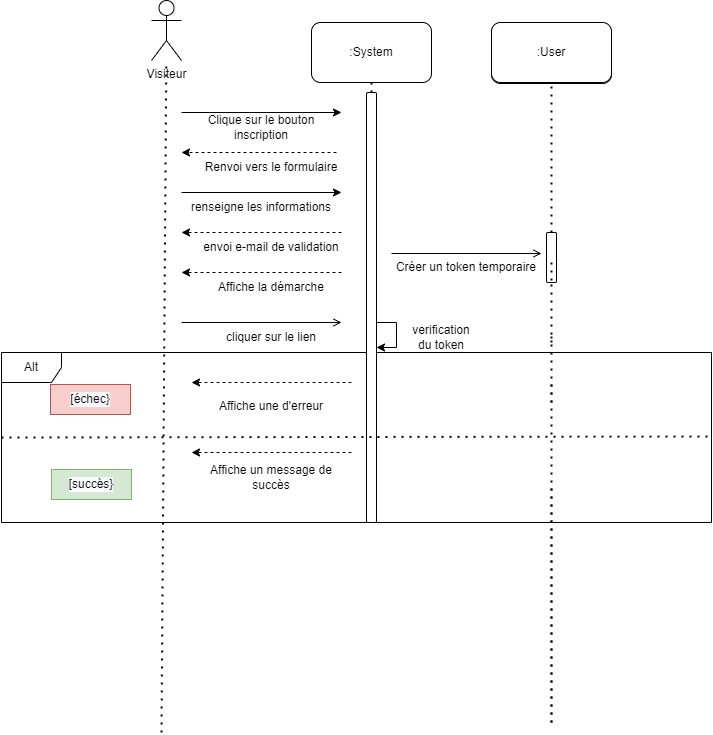 :System
:User
Visiteur
Clique sur le bouton
inscription
Renvoi vers le formulaire
renseigne les informations
envoi e-mail de validation
Créer un token temporaire
Affiche la démarche
cliquer sur le lien
verification
du token
Alt
[échec}
Affiche une d'erreur
Affiche un message de
succès
[succès}